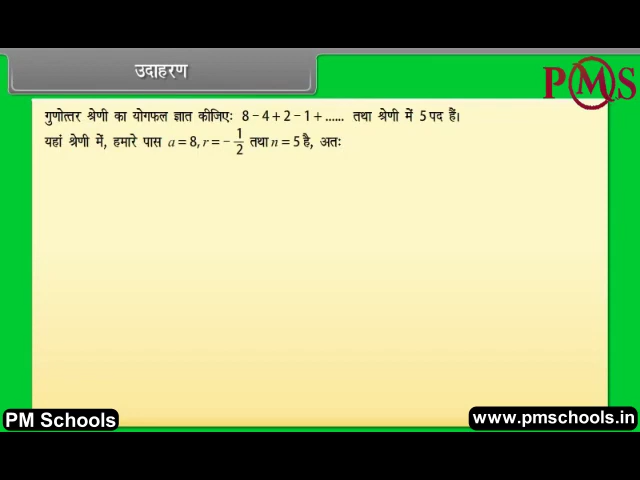 उदाहरण
PMS
गुणोत्तर श्रेणी का योगफल ज्ञात कीजिए: 8 – 4 + 2 – 1 + ...... तथा श्रेणी में 5 पद हैं।
यहां श्रेणी में, हमारे पास a = 8, r = – 1/2 तथा n = 5 है, अतः
PM Schools
www.pmschools.in